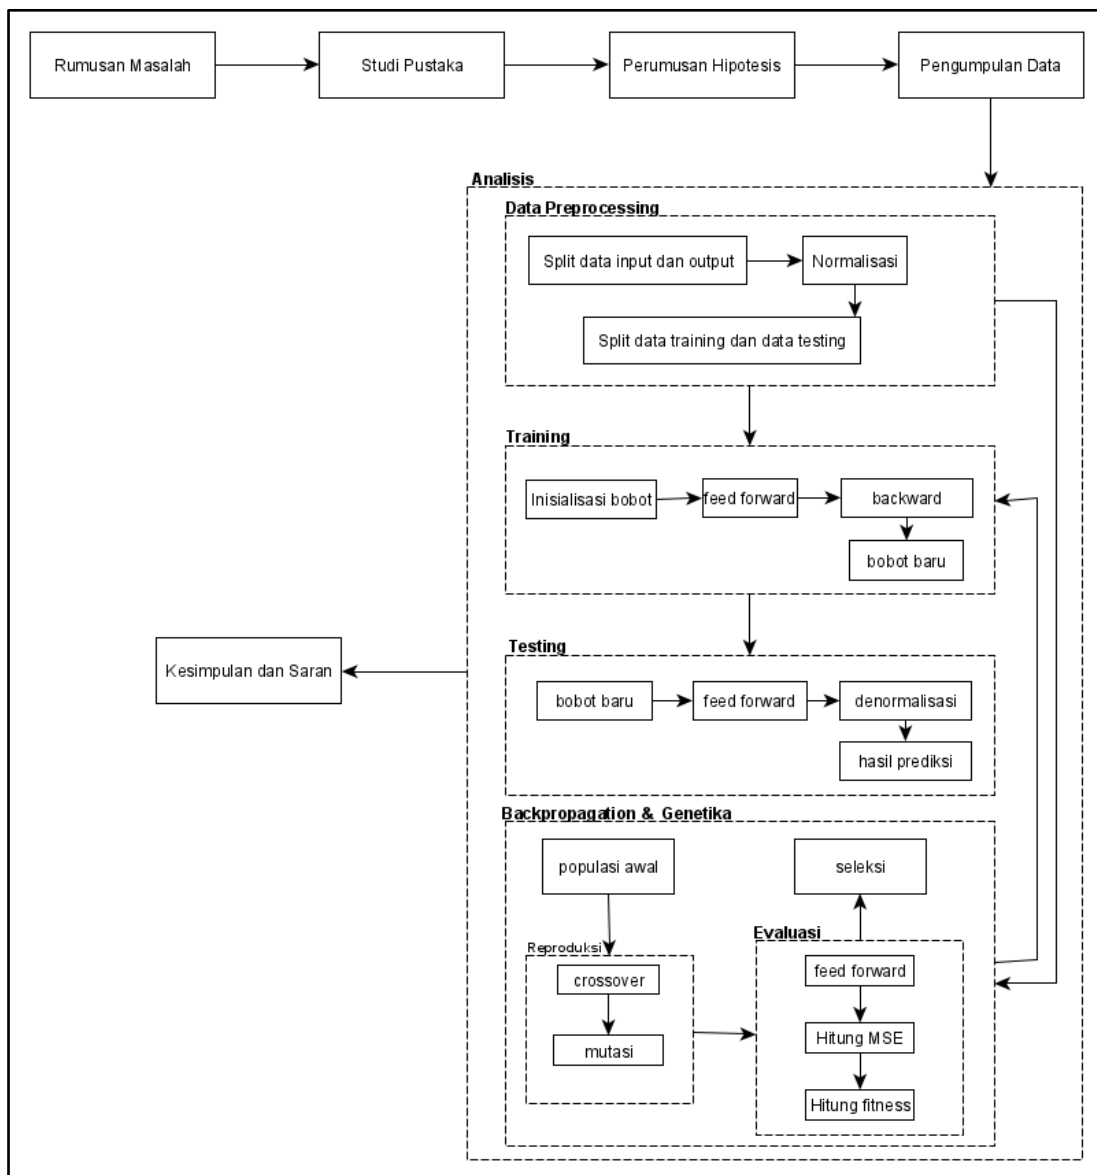 Rumusan Masalah
Studi Pustaka
Perumusan Hipotesis
Pengumpulan Data
Analisis
Data Preprocessing
Split data input dan output
Normalisasi
Split data training dan data testing
Training
Inisialisasi bobot
feed forward
backward
bobot baru
Testing
bobot baru
feed forward
denormalisasi
hasil prediksi
Kesimpulan dan Saran
Backpropagation & Genetika
populasi awal
seleksi
Reproduksi
crossover
mutasi
Evaluasi
feed forward
Hitung MSE
Hitung fitness